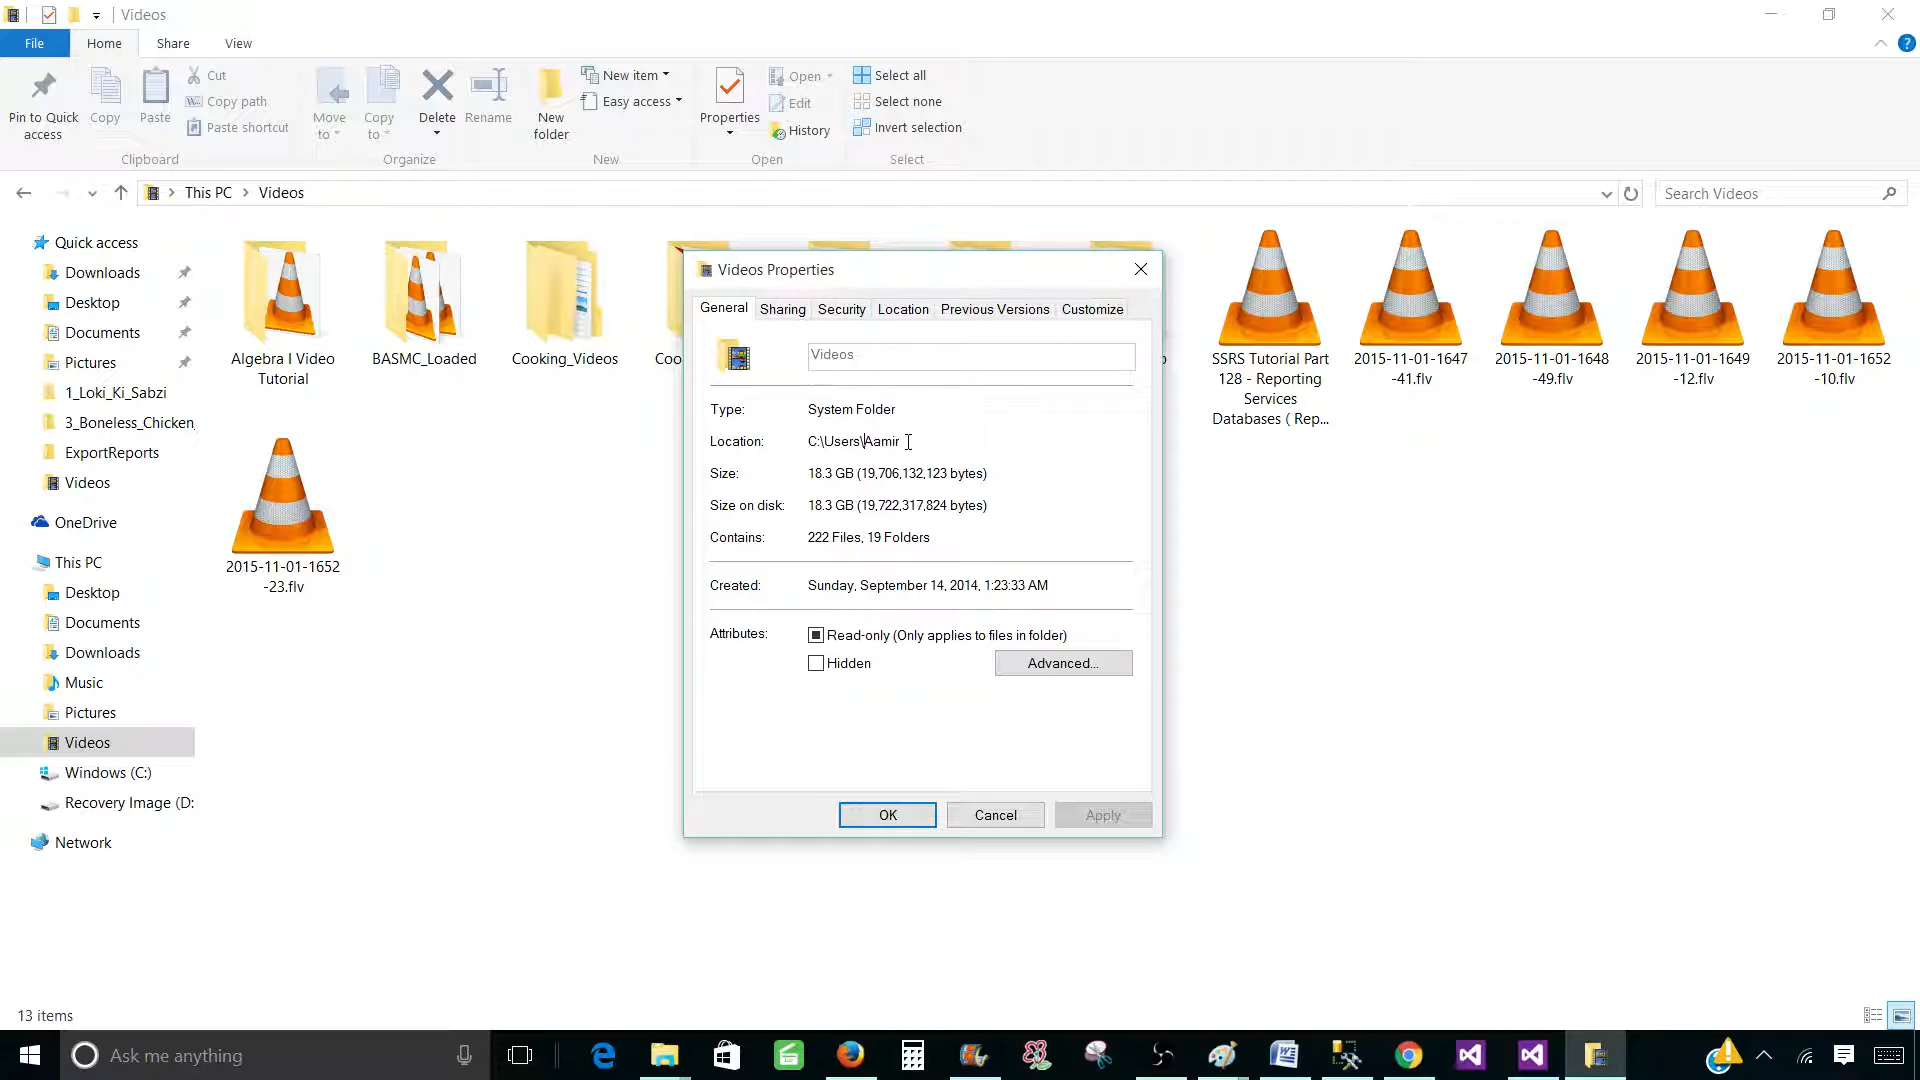 Videos
File
Home
Share
View
Pin to Quick
access
Copy
Paste
Cut
Copy path
Paste shortcut
Move
to
Copy
to
Delete
Rename
New
folder
New item
Easy access
Properties
Open
Edit
History
Select all
Select none
Invert selection
Clipboard
Organize
New
Open
Select
This PC
Videos
Search Videos
Quick access
Downloads
Desktop
Documents
Pictures
1_Loki_Ki_Sabzi
3_Boneless_Chicken
ExportReports
Videos
OneDrive
This PC
Desktop
Documents
Downloads
Music
Pictures
Videos
Windows (C:)
Recovery Image (D:
Network
Algebra I Video
Tutorial
BASMC_Loaded
Cooking_Videos
Coo
SSRS Tutorial Part
128 - Reporting
Services
Databases ( Rep...
2015-11-01-1647
-41.flv
2015-11-01-1648
-49.flv
2015-11-01-1649
-12.flv
2015-11-01-1652
-10.flv
2015-11-01-1652
-23.flv
Videos Properties
General
Sharing
Security
Location
Previous Versions
Customize
Videos
Type: System Folder
Location: C:\Users\Aamir
Size: 18.3 GB (19,706,132,123 bytes)
Size on disk: 18.3 GB (19,722,317,824 bytes)
Contains: 222 Files, 19 Folders
Created: Sunday, September 14, 2014, 1:23:33 AM
Attributes: Read-only (Only applies to files in folder)
Hidden
Advanced...
OK
Cancel
Apply
13 items
Ask me anything